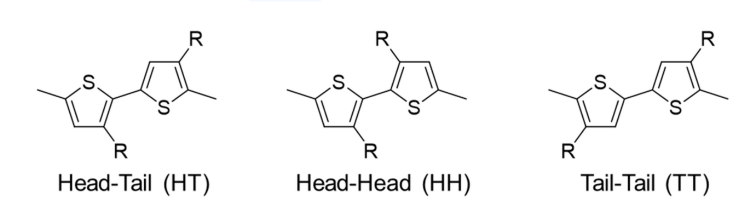 R R R
S S S
S S S
R R R
Head-Tail (HT) Head-Head (HH) Tail-Tail (TT)